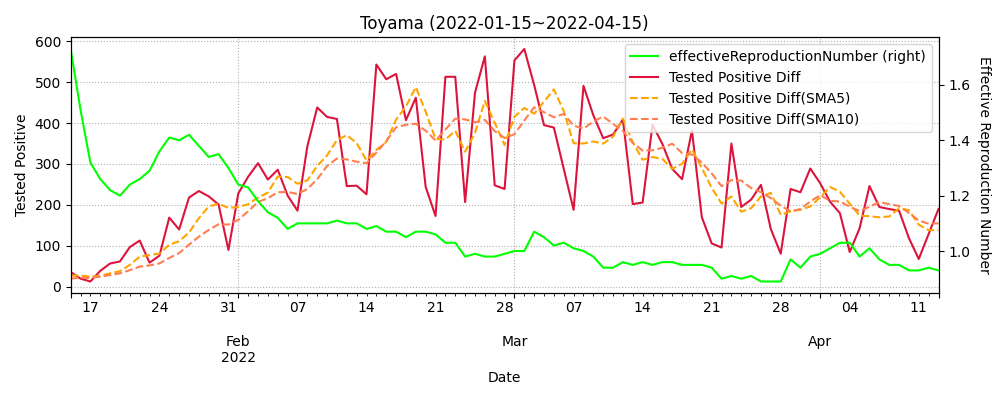 Toyama (2022-01-15~2022-04-15)
effectiveReproductionNumber (right)
Tested Positive Diff
Tested Positive Diff(SMA5)
Tested Positive Diff(SMA10)
Tested Positive
600
500
400
300
200
100
0
1.6
1.4
1.2
1.0
Effective Reproduction Number
17 24 31 07 14 21 28 07 14 21 28 04 11
Feb Mar Apr
2022
Date